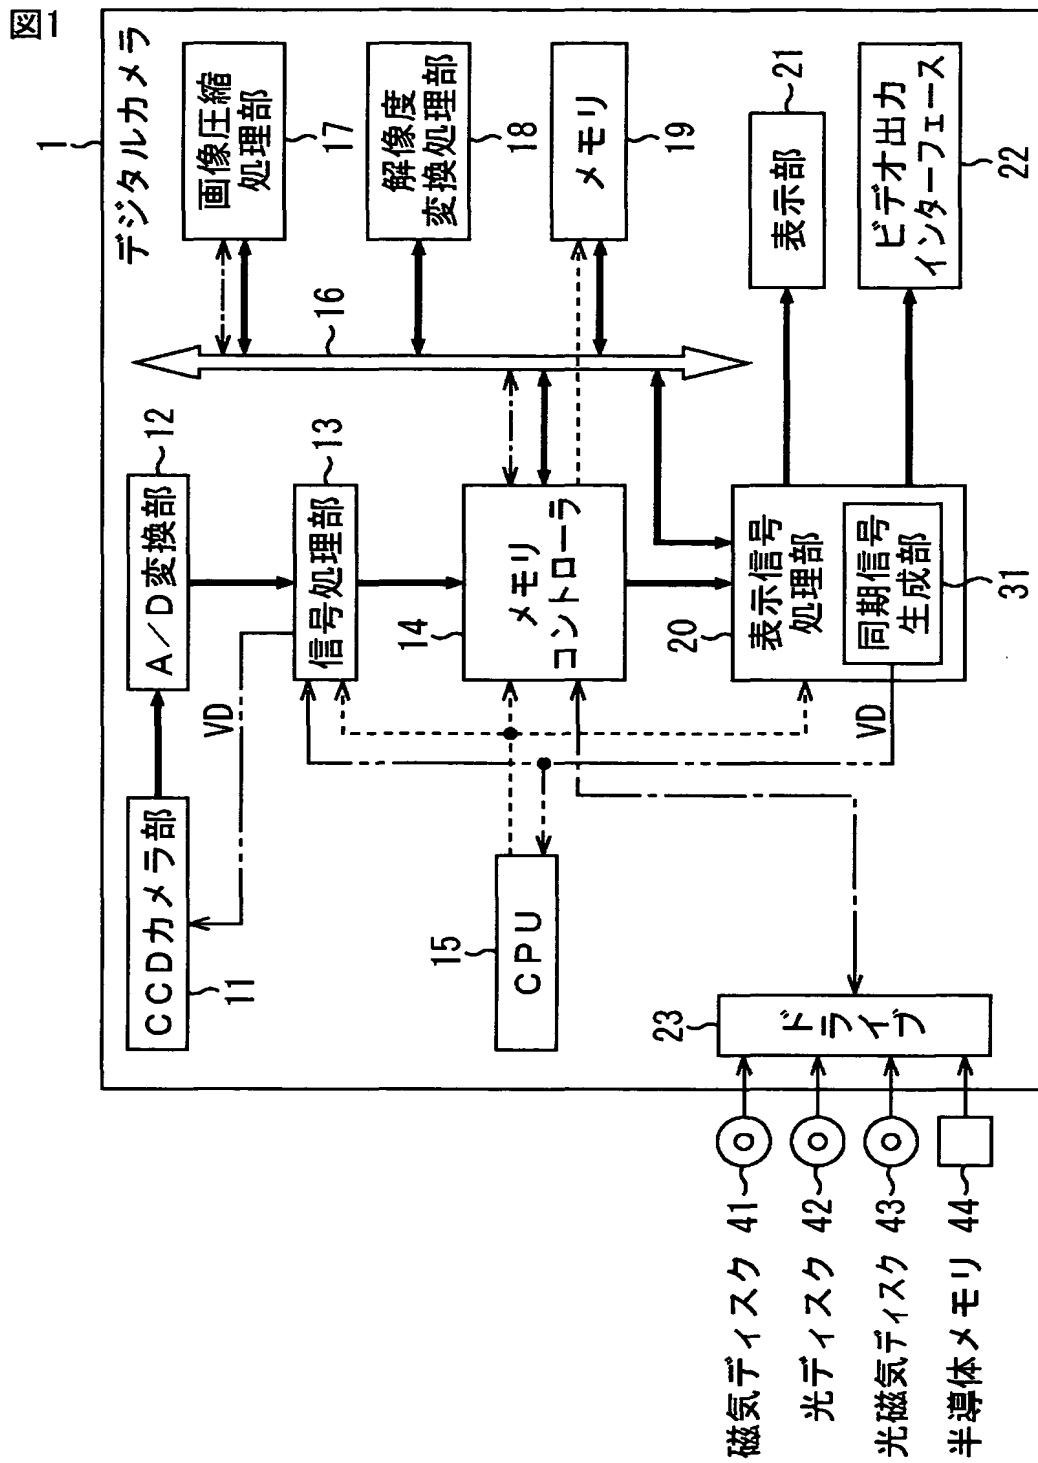 図1
デジタルカメラ
1
CCDカメラ部
11
A/D変換部
12
画像圧縮
処理部
17
VD
信号処理部
13
16
解像度
変換処理部
18
CPU
15
メモリ
コントローラ
14
メモリ
19
VD
表示信号
処理部
20
同期信号
生成部
31
表示部
21
ビデオ出力
インターフェース
22
ドライブ
23
磁気ディスク 41
光ディスク 42
光磁気ディスク 43
半導体メモリ 44